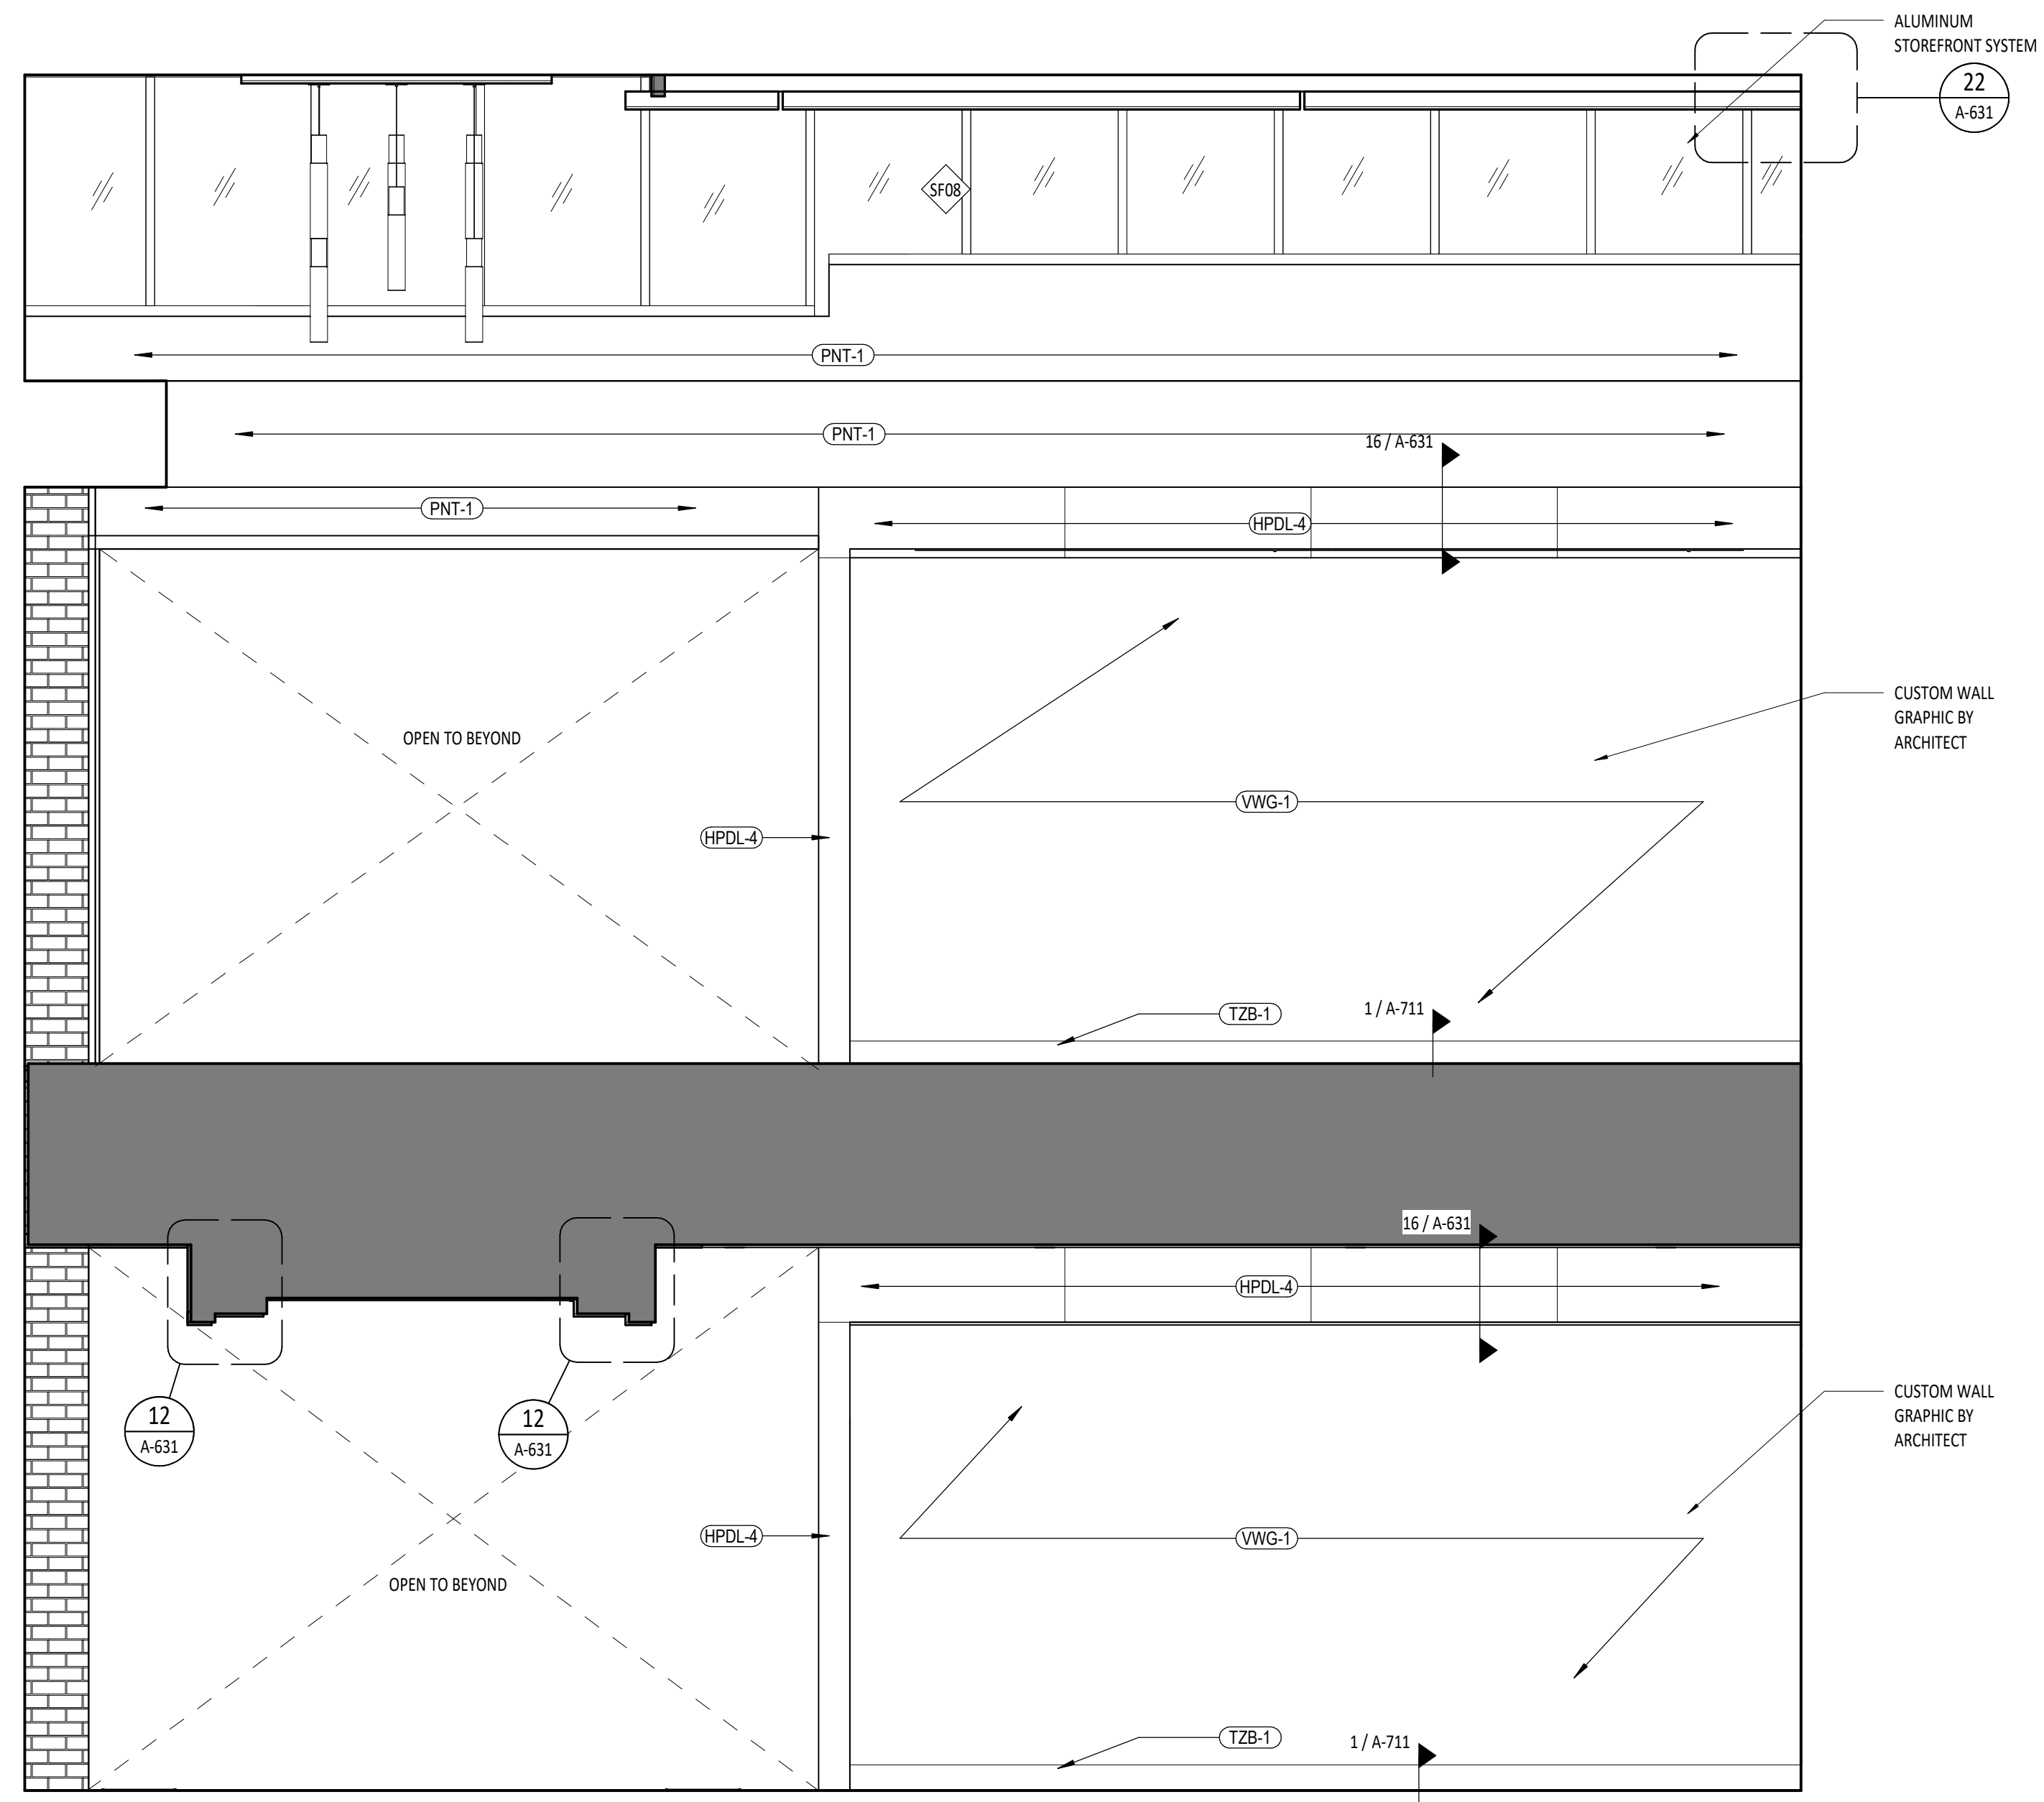 ALUMINUM
STOREFRONT SYSTEM
22
A-631
SF08
PNT-1
PNT-1
16 / A-631
PNT-1
HPDL-4
CUSTOM WALL
GRAPHIC BY
ARCHITECT
OPEN TO BEYOND
VWG-1
HPDL-4
TZB-1
1 / A-711
16 / A-631
HPDL-4
12
A-631
12
A-631
CUSTOM WALL
GRAPHIC BY
ARCHITECT
HPDL-4
VWG-1
OPEN TO BEYOND
TZB-1
1 / A-711